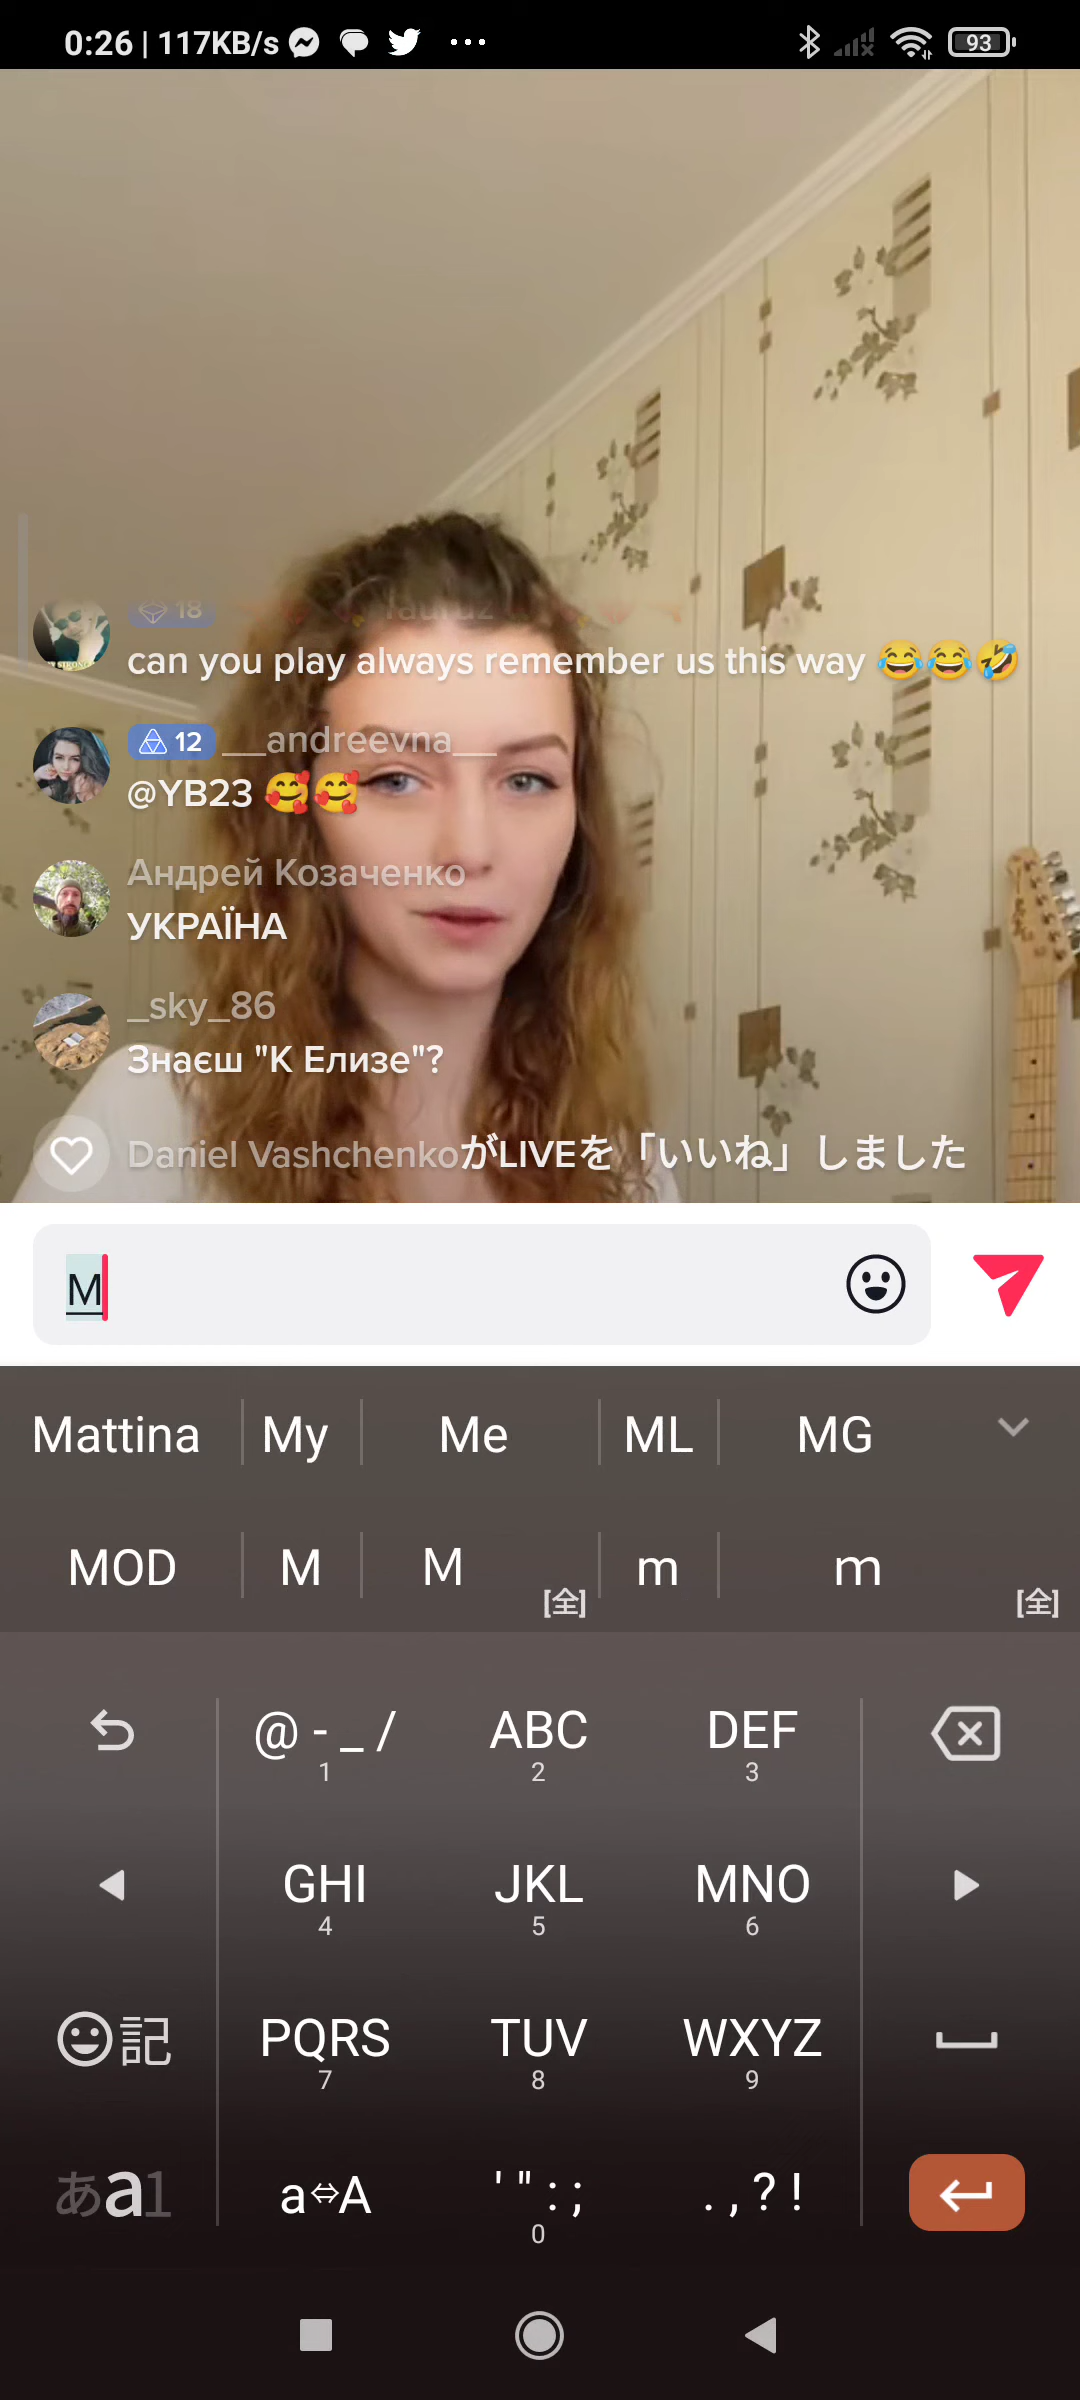 0:26 | 117KB/s
93
18
can you play always remember us this way 😂😂🤣
12 __andreevna__
@YB23 🥰🥰
Андрей Козаченко
УКРАЇНА
_sky_86
Знаєш "К Елизе"?
Daniel VashchenkoがLIVEを「いいね」しました
M
Mattina My Me ML MG
MOD M M [全] m m [全]
@ - _ / ABC DEF
1 2 3
GHI JKL MNO
4 5 6
記 PQRS TUV WXYZ
7 8 9
あa1 a⇔A ' " : ; . , ? !
0